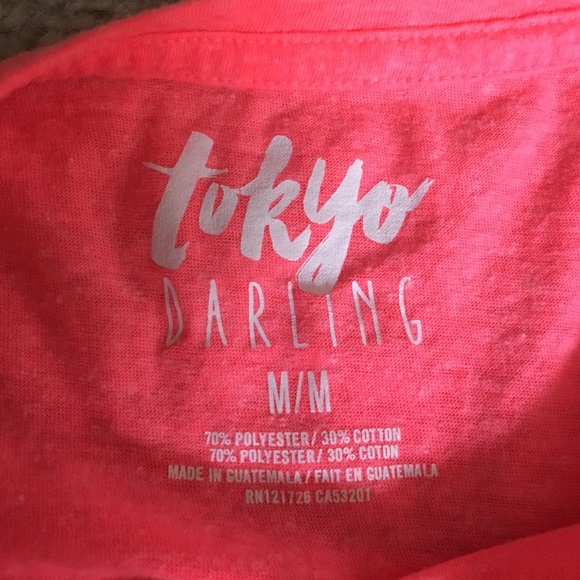 tokyo
DARLING
M/M
70% POLYESTER/ 30% COTTON
70% POLYESTER/ 30% COTON
MADE IN GUATEMALA/FAIT EN GUATEMALA
RN121726 CA53201